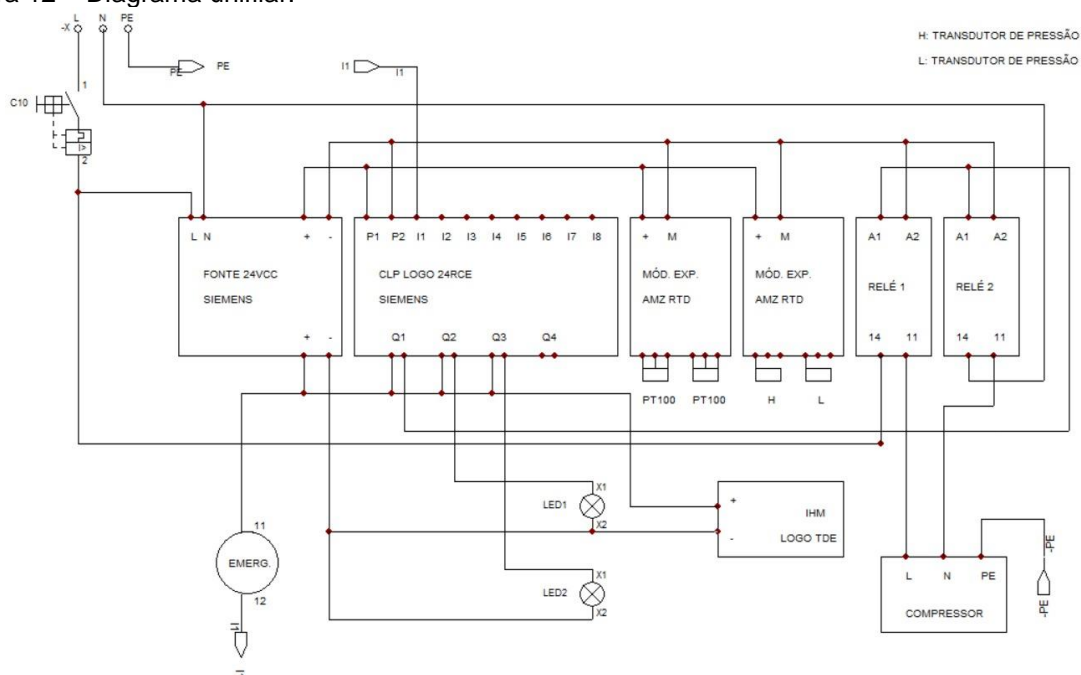 a 12 – Diagrama unifilar.
L N PE
-X
PE PE
I1 I1
H: TRANSDUTOR DE PRESSÃO
L: TRANSDUTOR DE PRESSÃO
1
C10
I>
2
L N + -
FONTE 24VCC
SIEMENS
+ -
P1 P2 I1 I2 I3 I4 I5 I6 I7 I8
CLP LOGO 24RCE
SIEMENS
Q1 Q2 Q3 Q4
+ M
MÓD. EXP.
AMZ RTD
PT100 PT100
+ M
MÓD. EXP.
AMZ RTD
H L
A1 A2
RELÉ 1
14 11
A1 A2
RELÉ 2
14 11
X1
LED1
X2
+
IHM
-
LOGO TDE
11
EMERG.
12
I1
X1
LED2
X2
L N PE
COMPRESSOR
-PE
-PE